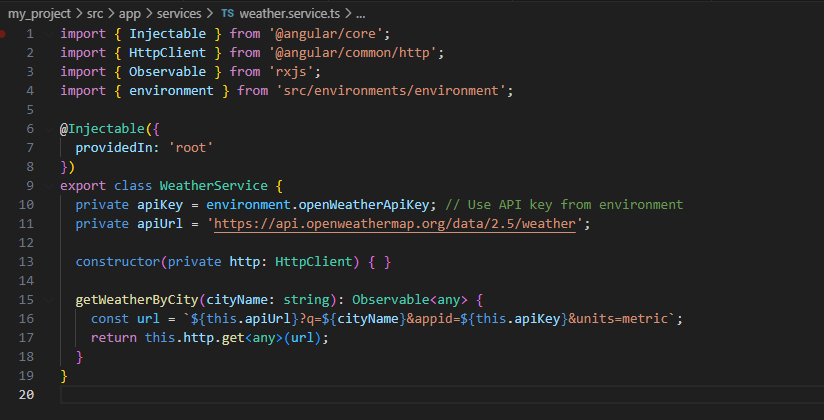 my_project > src > app > services > TS weather.service.ts > ...
1 import { Injectable } from '@angular/core';
2 import { HttpClient } from '@angular/common/http';
3 import { Observable } from 'rxjs';
4 import { environment } from 'src/environments/environment';
5
6 @Injectable({
7   providedIn: 'root'
8 })
9 export class WeatherService {
10   private apiKey = environment.openWeatherApiKey; // Use API key from environment
11   private apiUrl = 'https://api.openweathermap.org/data/2.5/weather';
12
13   constructor(private http: HttpClient) { }
14
15   getWeatherByCity(cityName: string): Observable<any> {
16     const url = `${this.apiUrl}?q=${cityName}&appid=${this.apiKey}&units=metric`;
17     return this.http.get<any>(url);
18   }
19 }
20